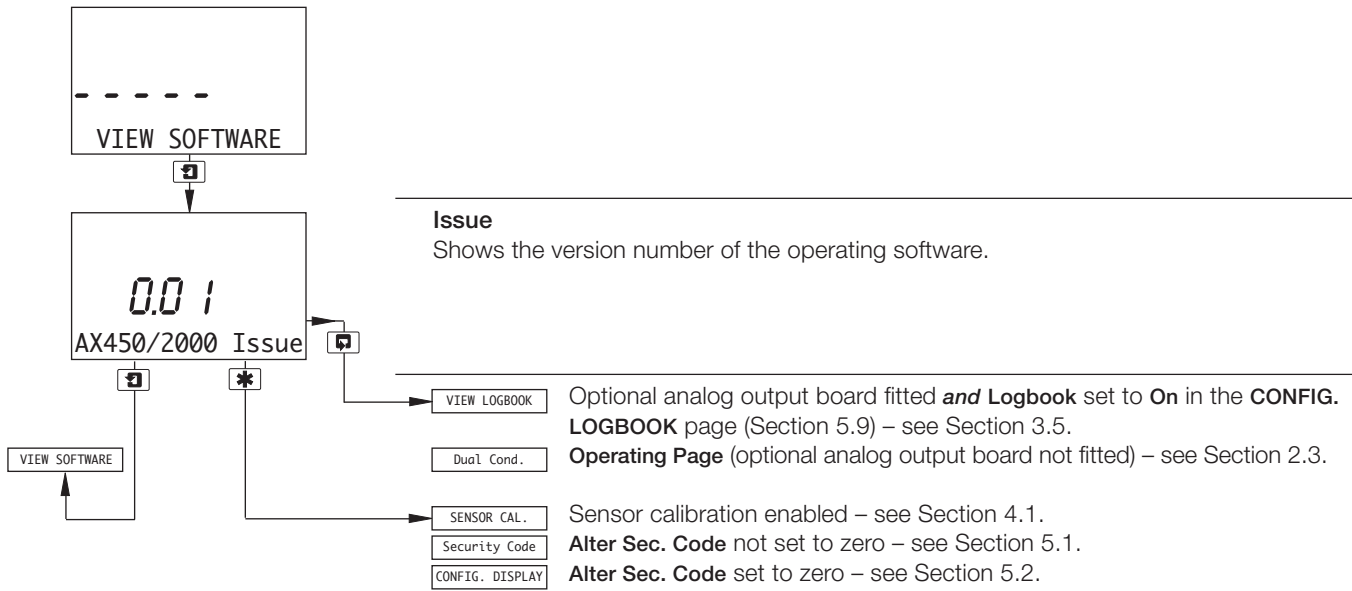 - - - - -
VIEW SOFTWARE
Issue
Shows the version number of the operating software.
0.01
AX450/2000 Issue
VIEW LOGBOOK Optional analog output board fitted and Logbook set to On in the CONFIG.
LOGBOOK page (Section 5.9) – see Section 3.5.
Dual Cond. Operating Page (optional analog output board not fitted) – see Section 2.3.
VIEW SOFTWARE
SENSOR CAL. Sensor calibration enabled – see Section 4.1.
Security Code Alter Sec. Code not set to zero – see Section 5.1.
CONFIG. DISPLAY Alter Sec. Code set to zero – see Section 5.2.